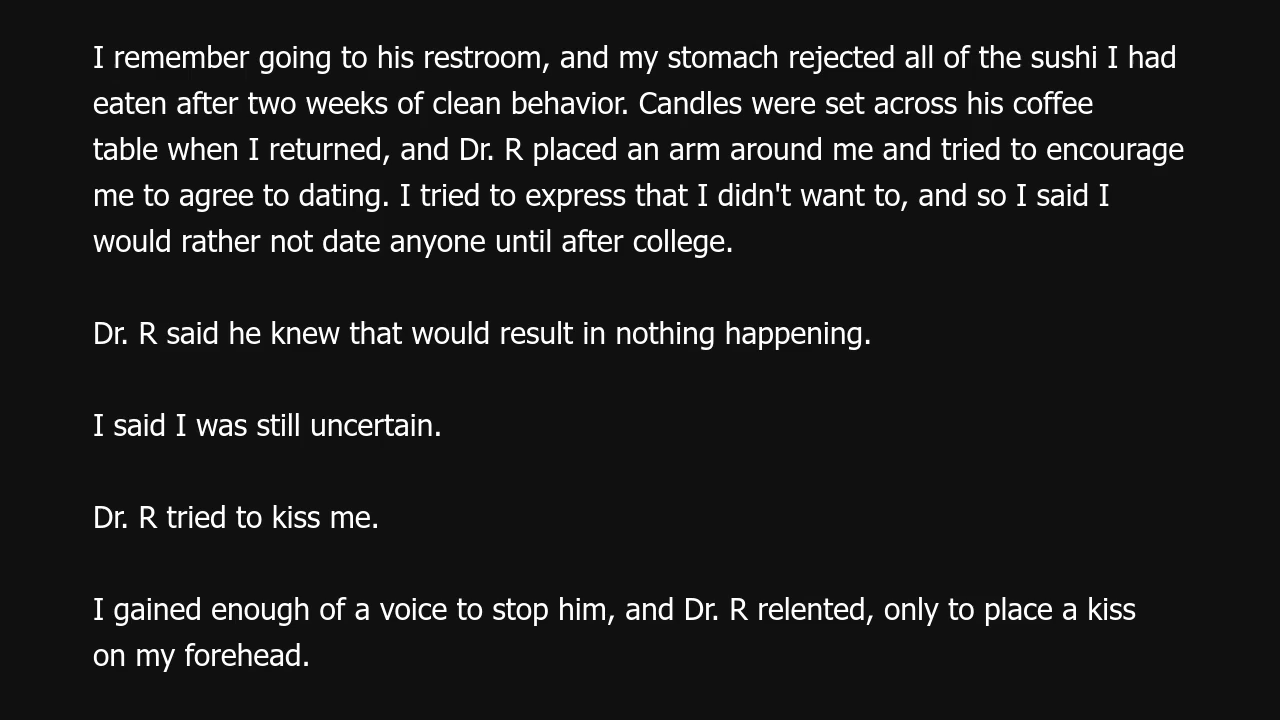 I remember going to his restroom, and my stomach rejected all of the sushi I had
eaten after two weeks of clean behavior. Candles were set across his coffee
table when I returned, and Dr. R placed an arm around me and tried to encourage
me to agree to dating. I tried to express that I didn't want to, and so I said I
would rather not date anyone until after college.
Dr. R said he knew that would result in nothing happening.
I said I was still uncertain.
Dr. R tried to kiss me.
I gained enough of a voice to stop him, and Dr. R relented, only to place a kiss
on my forehead.